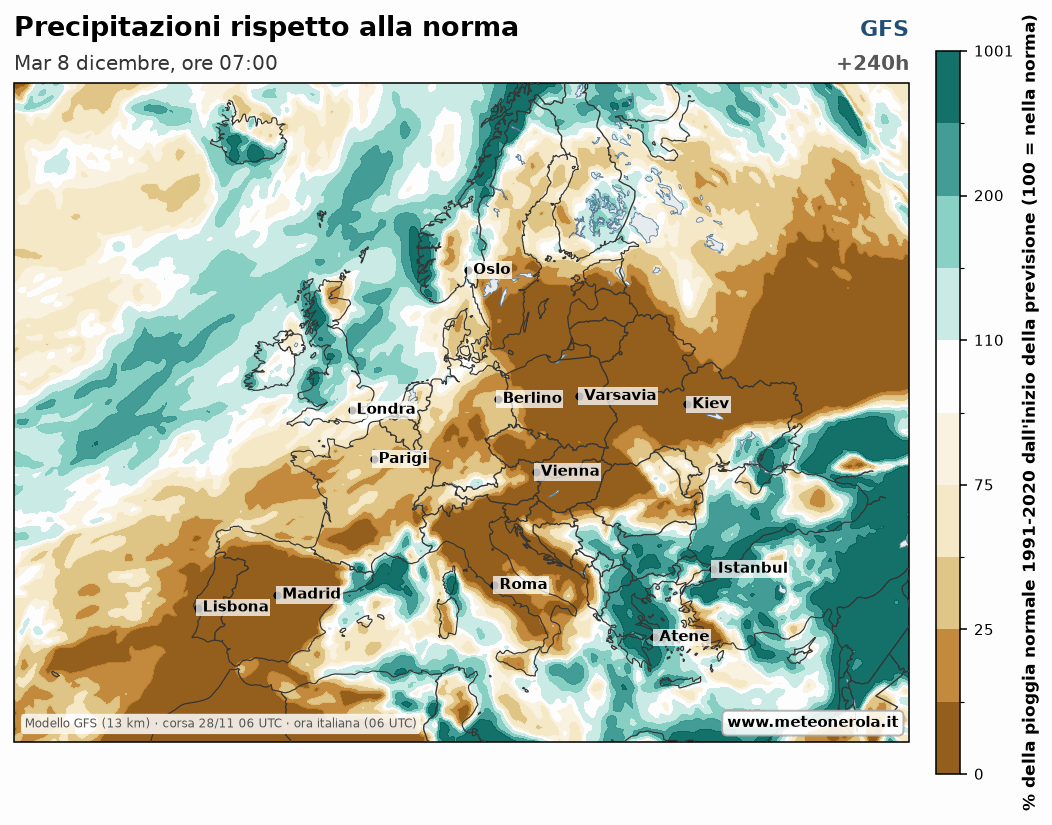 Precipitazioni rispetto alla norma
GFS
Mar 8 dicembre, ore 07:00
+240h
Oslo
Londra
Berlino
Varsavia
Kiev
Parigi
Vienna
Madrid
Lisbona
Roma
Istanbul
Atene
Modello GFS (13 km) · corsa 28/11 06 UTC · ora italiana (06 UTC)
www.meteonerola.it
1001
200
110
75
25
0
% della pioggia normale 1991-2020 dall'inizio della previsione (100 = nella norma)